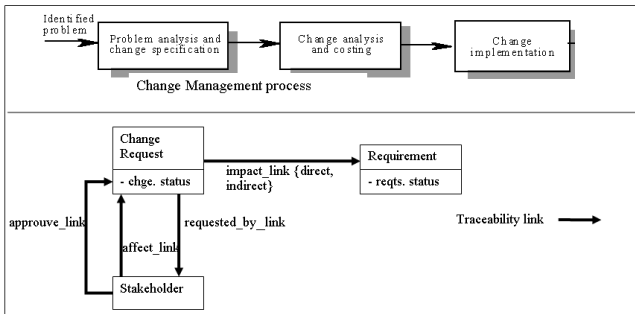 Identified
problem
Problem analysis and
change specification
Change analysis
and costing
Change
implementation
Change Management process
Change
Request
- chge. status
impact_link {direct,
indirect}
Requirement
- reqts. status
approuve_link
requested_by_link
affect_link
Traceability link
Stakeholder